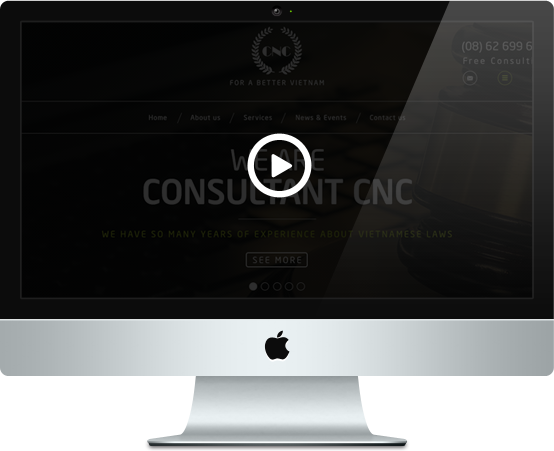 CNC
FOR A BETTER VIETNAM
(08) 62 699 6
Free Consult
Home / About us / Services / News & Events / Contact us
WE ARE
CONSULTANT CNC
WE HAVE SO MANY YEARS OF EXPERIENCE ABOUT VIETNAMESE LAWS
SEE MORE